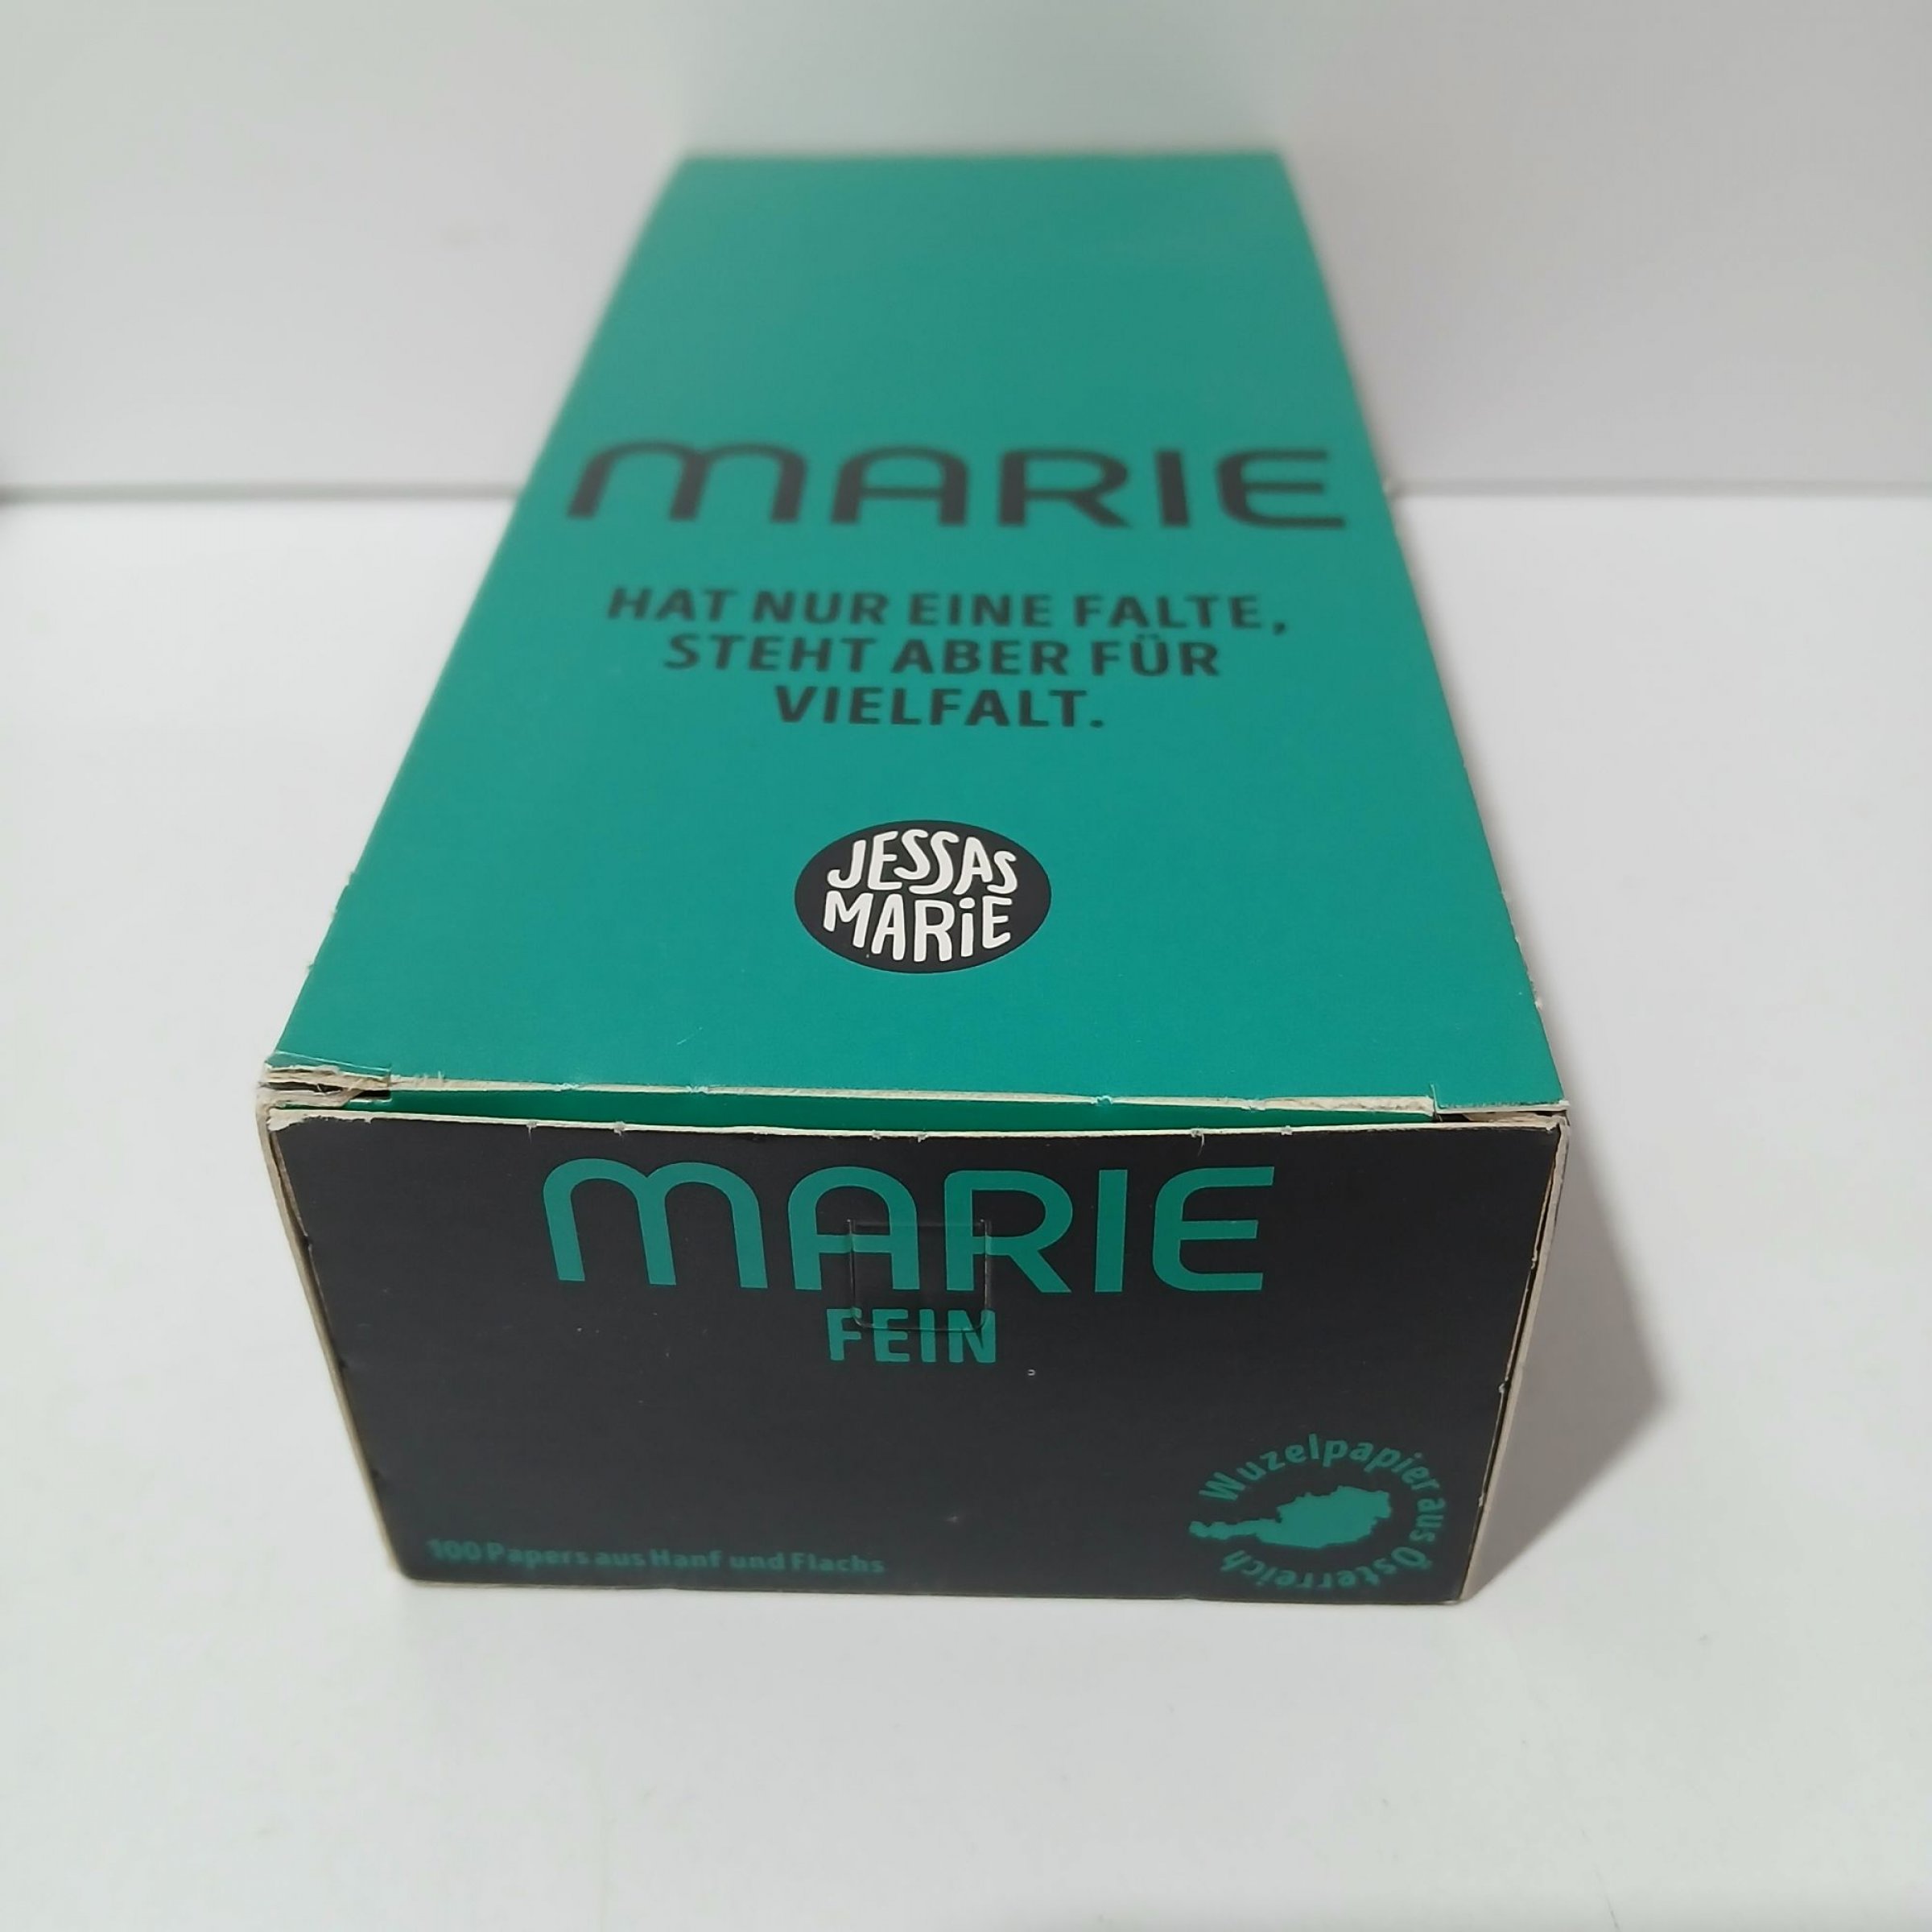 MARIE
HAT NUR EINE FALTE,
STEHT ABER FÜR
VIELFALT.
JESSAS
MARiE
MARIE
FEIN
100 Papers aus Hanf und Flachs
Wuzelpapier aus Österreich